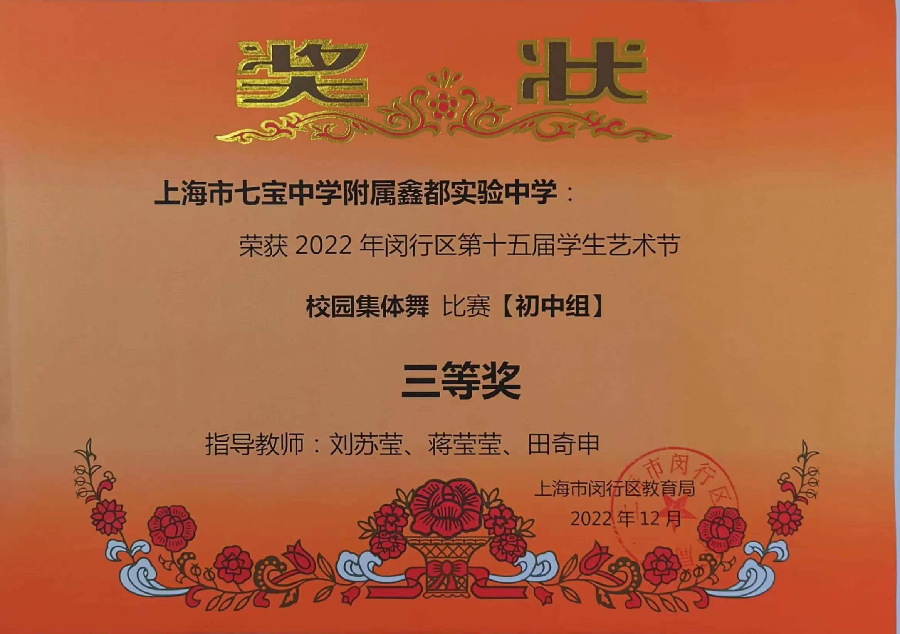 奖 状
上海市七宝中学附属鑫都实验中学:
荣获 2022 年闵行区第十五届学生艺术节
校园集体舞 比赛【初中组】
三等奖
指导教师:刘苏莹、蒋莹莹、田奇申
上海市闵行区教育局
2022 年 12 月